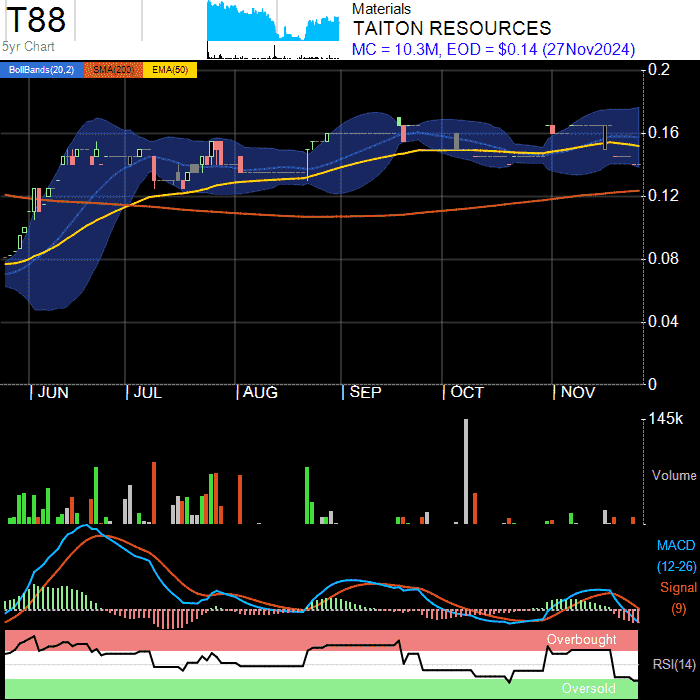 T88
5yr Chart
Materials
TAITON RESOURCES
MC = 10.3M, EOD = $0.14 (27Nov2024)
BollBands(20,2) SMA(200) EMA(50)
0.2
0.16
0.12
0.08
0.04
0
JUN JUL AUG SEP OCT NOV
145k
Volume
MACD
(12-26)
Signal
(9)
Overbought
RSI(14)
Oversold